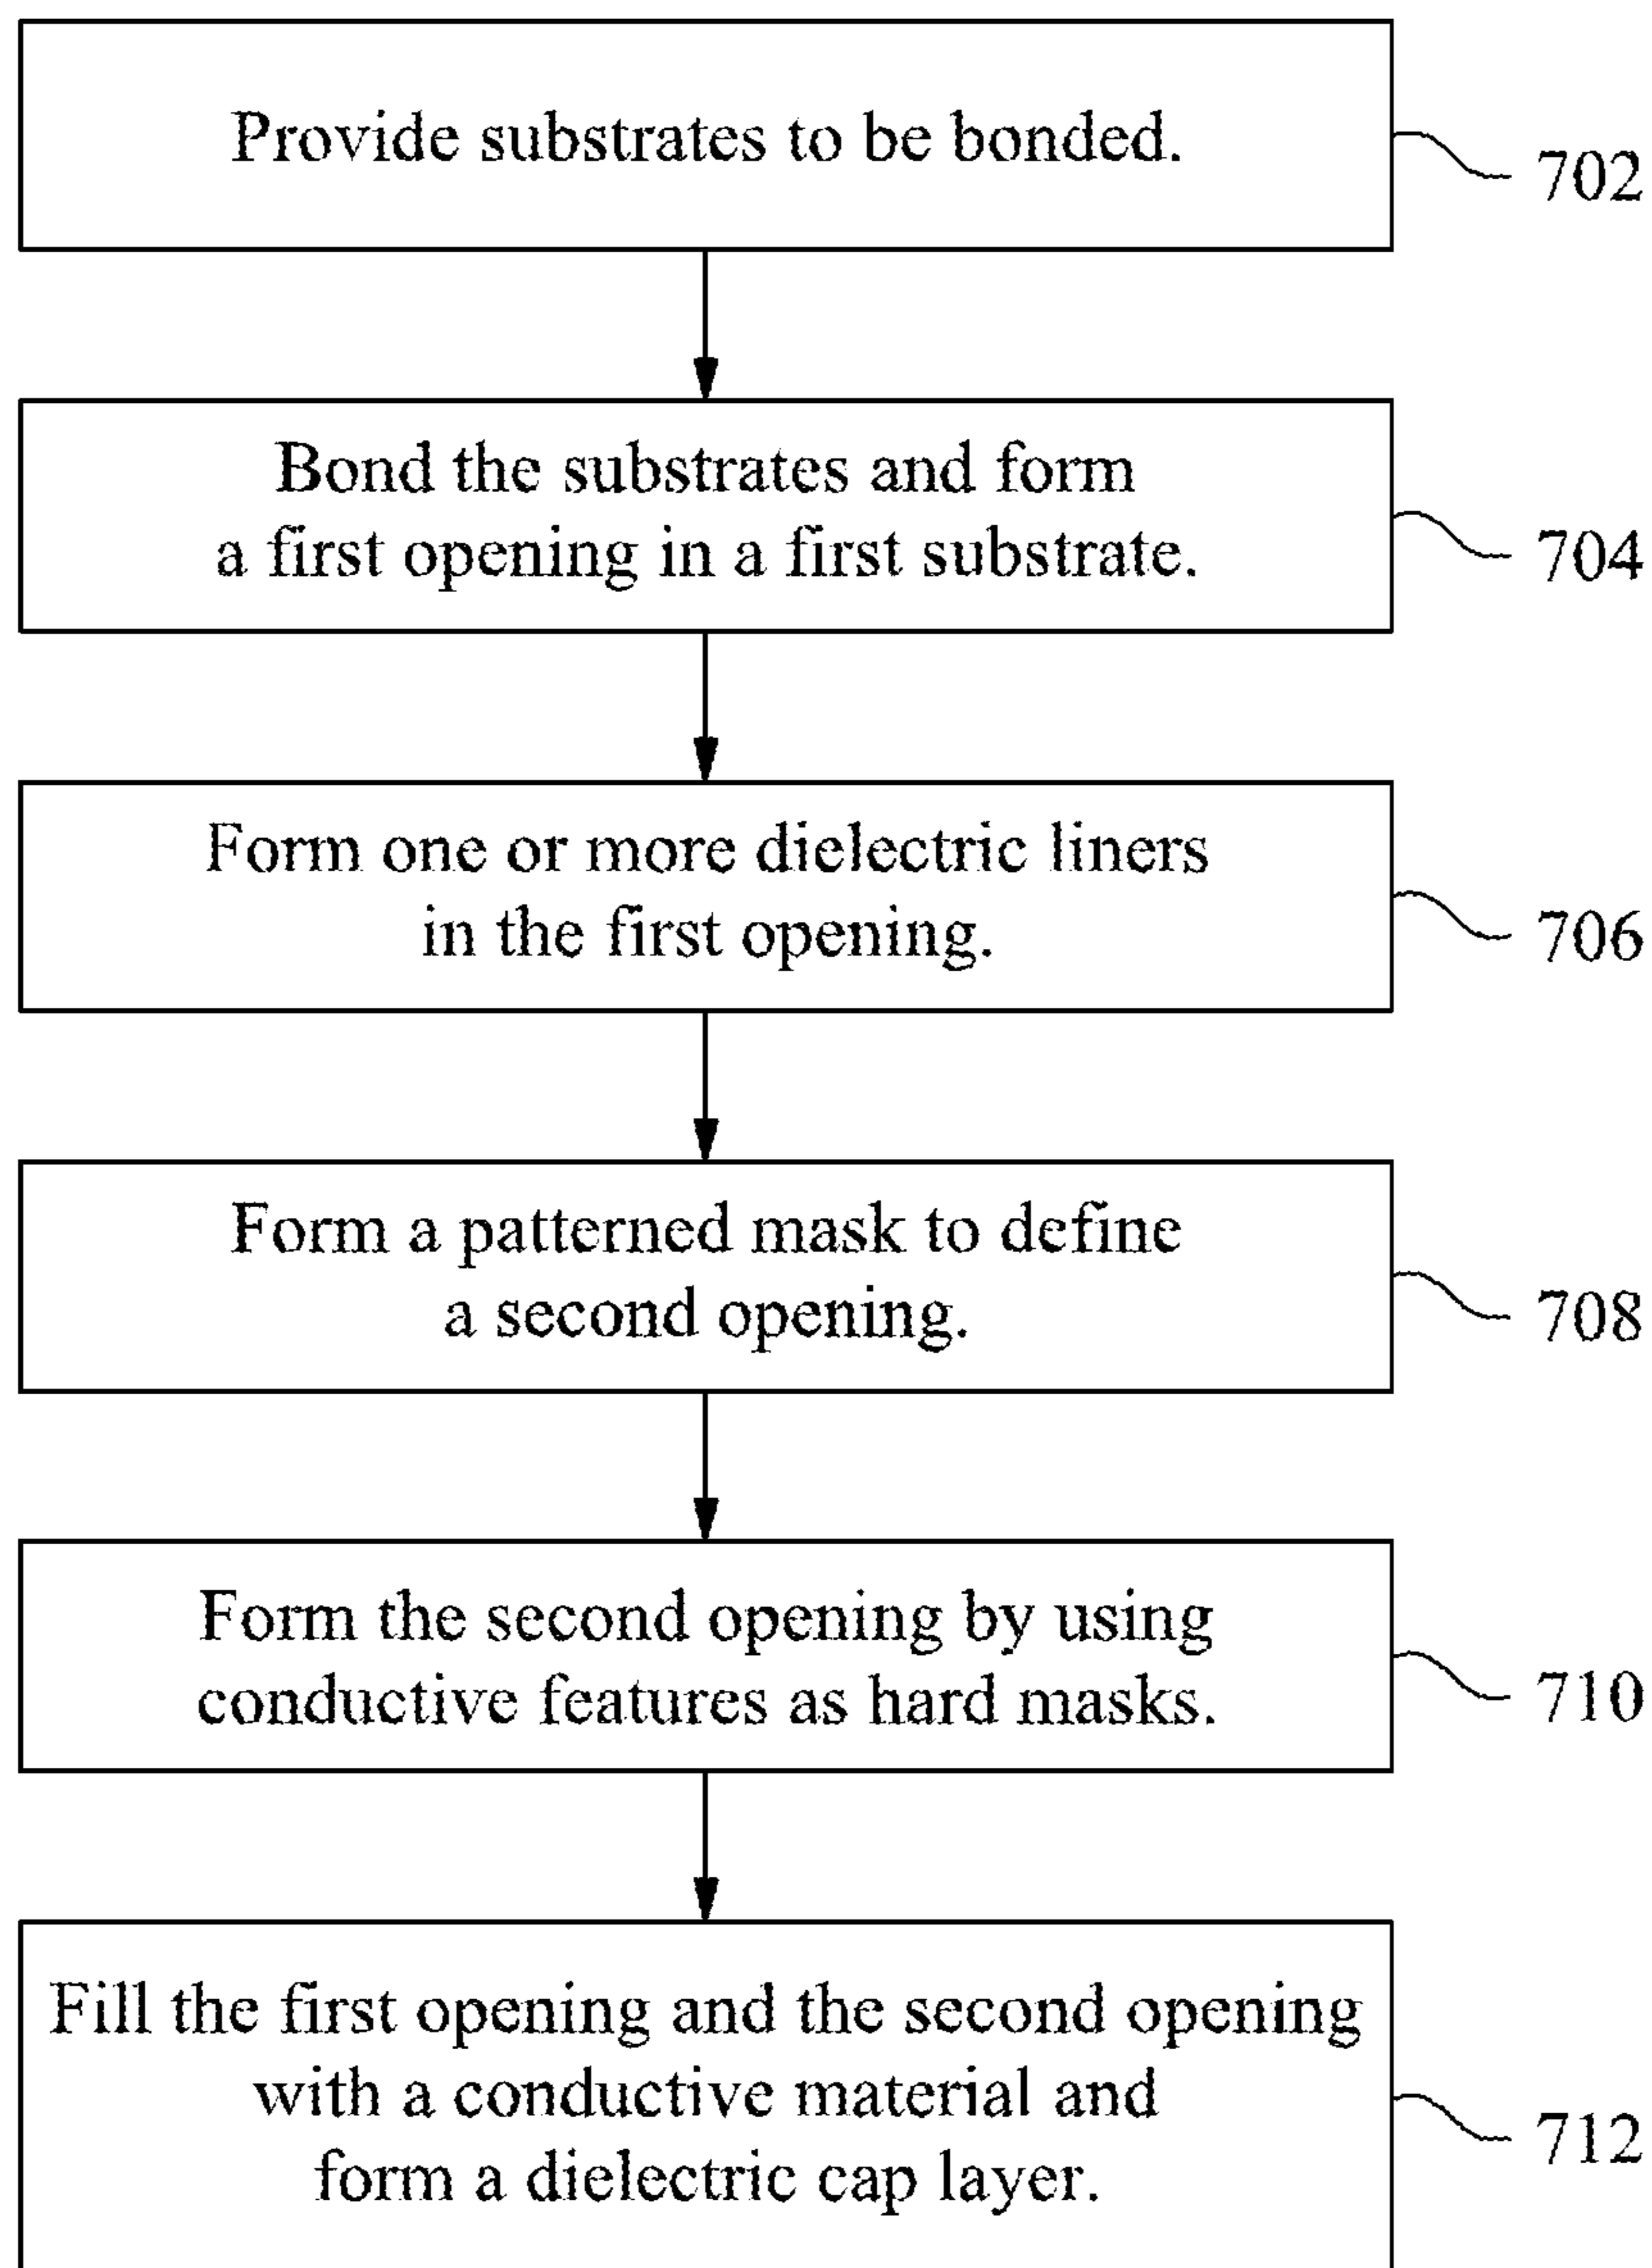 Provide substrates to be bonded.
702
Bond the substrates and form
a first opening in a first substrate.
704
Form one or more dielectric liners
in the first opening.
706
Form a patterned mask to define
a second opening.
708
Form the second opening by using
conductive features as hard masks.
710
Fill the first opening and the second opening
with a conductive material and
form a dielectric cap layer.
712